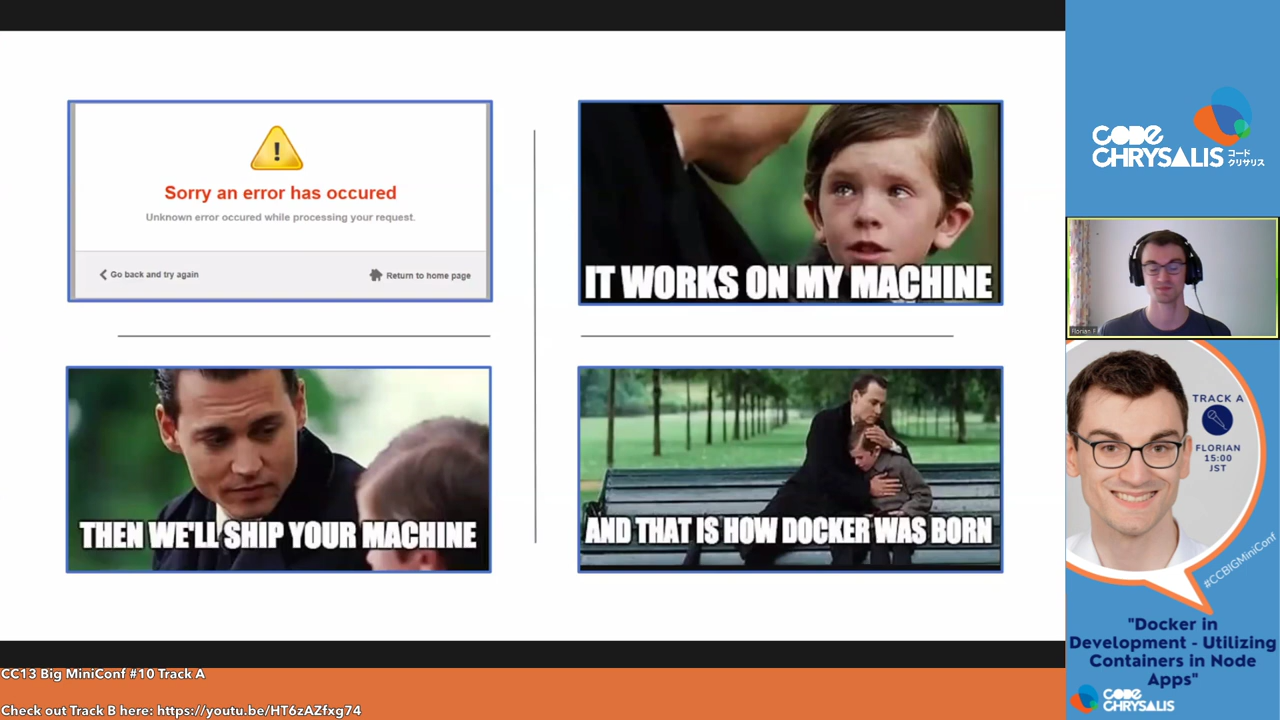 Sorry an error has occured
Unknown error occured while processing your request.
Go back and try again
Return to home page
IT WORKS ON MY MACHINE
THEN WE'LL SHIP YOUR MACHINE
AND THAT IS HOW DOCKER WAS BORN
CODE
CHRYSALIS
コード
クリサリス
TRACK A
FLORIAN
15:00
JST
#CCBIGMiniConf
"Docker in
Development - Utilizing
Containers in Node
Apps"
CODE
CHRYSALIS
CC13 Big MiniConf #10 Track A
Check out Track B here: https://youtu.be/HT6zAZfxg74